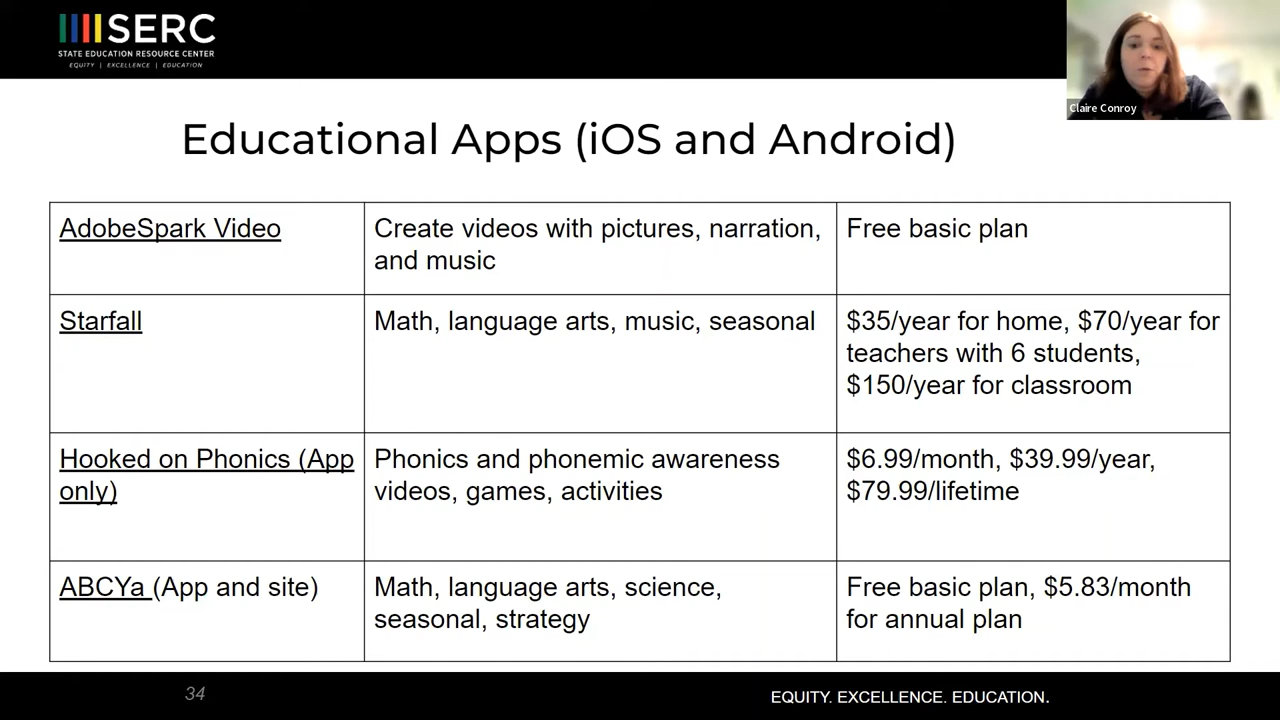 SERC
STATE EDUCATION RESOURCE CENTER
EQUITY | EXCELLENCE | EDUCATION
Claire Conroy
Educational Apps (iOS and Android)
AdobeSpark Video
Create videos with pictures, narration,
and music
Free basic plan
Starfall
Math, language arts, music, seasonal
$35/year for home, $70/year for
teachers with 6 students,
$150/year for classroom
Hooked on Phonics (App
only)
Phonics and phonemic awareness
videos, games, activities
$6.99/month, $39.99/year,
$79.99/lifetime
ABCYa (App and site)
Math, language arts, science,
seasonal, strategy
Free basic plan, $5.83/month
for annual plan
34
EQUITY. EXCELLENCE. EDUCATION.